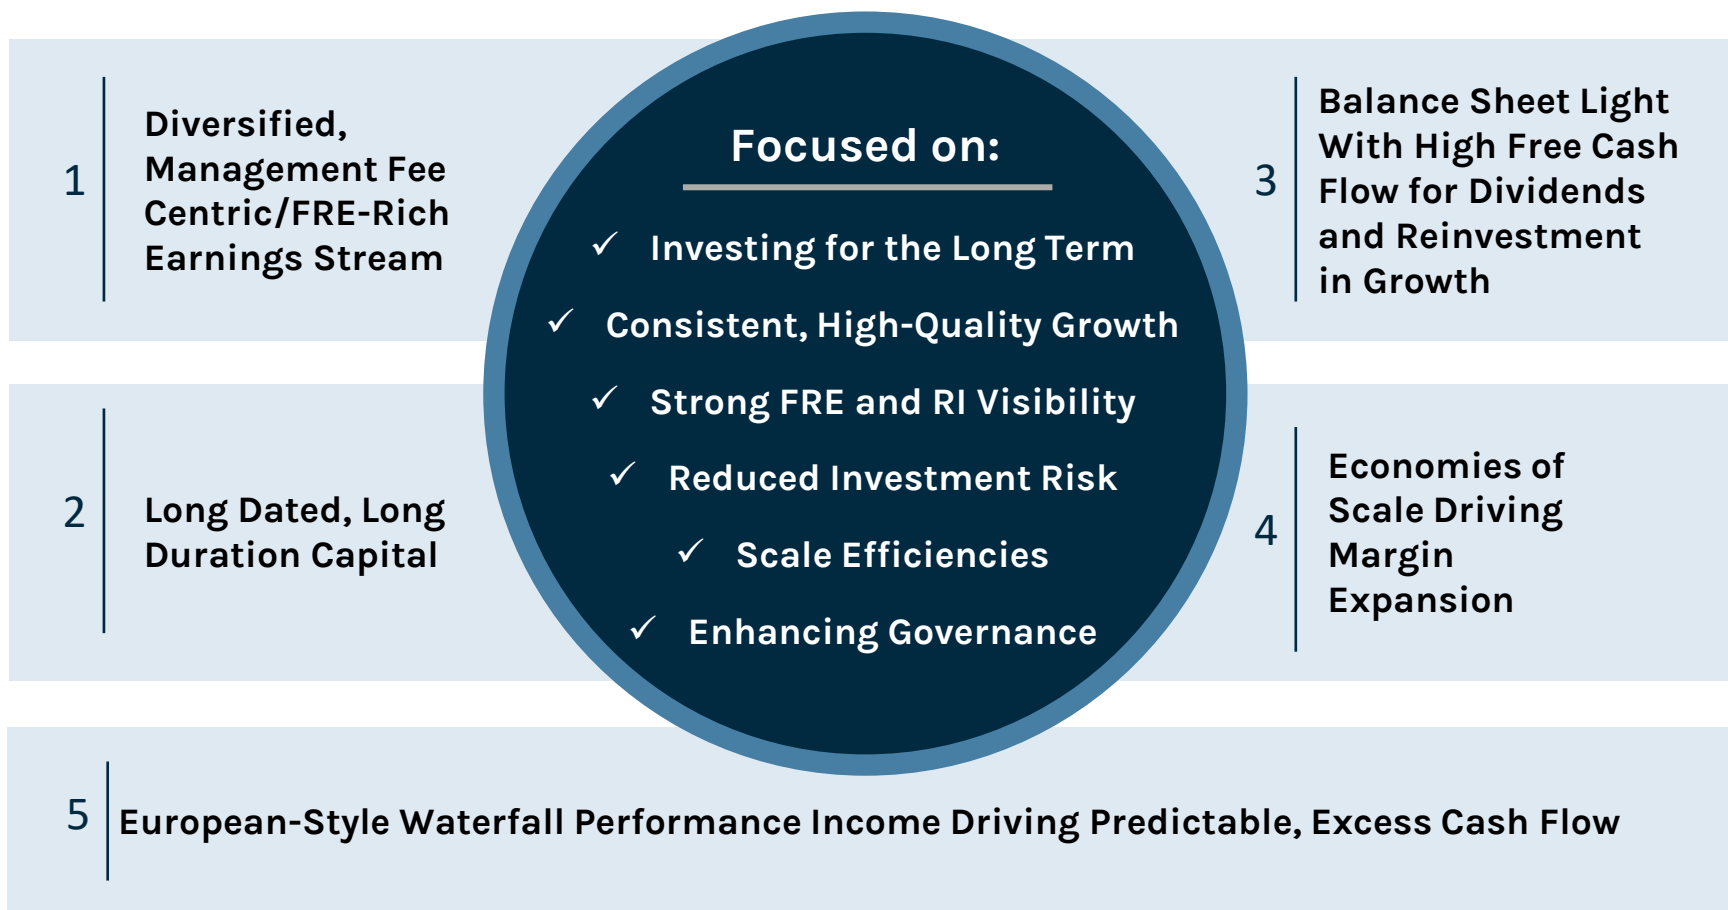 1
Diversified,
Management Fee
Centric/FRE-Rich
Earnings Stream
2
Long Dated, Long
Duration Capital
Focused on:
✓ Investing for the Long Term
✓ Consistent, High-Quality Growth
✓ Strong FRE and RI Visibility
✓ Reduced Investment Risk
✓ Scale Efficiencies
✓ Enhancing Governance
3
Balance Sheet Light
With High Free Cash
Flow for Dividends
and Reinvestment
in Growth
4
Economies of
Scale Driving
Margin
Expansion
5
European-Style Waterfall Performance Income Driving Predictable, Excess Cash Flow